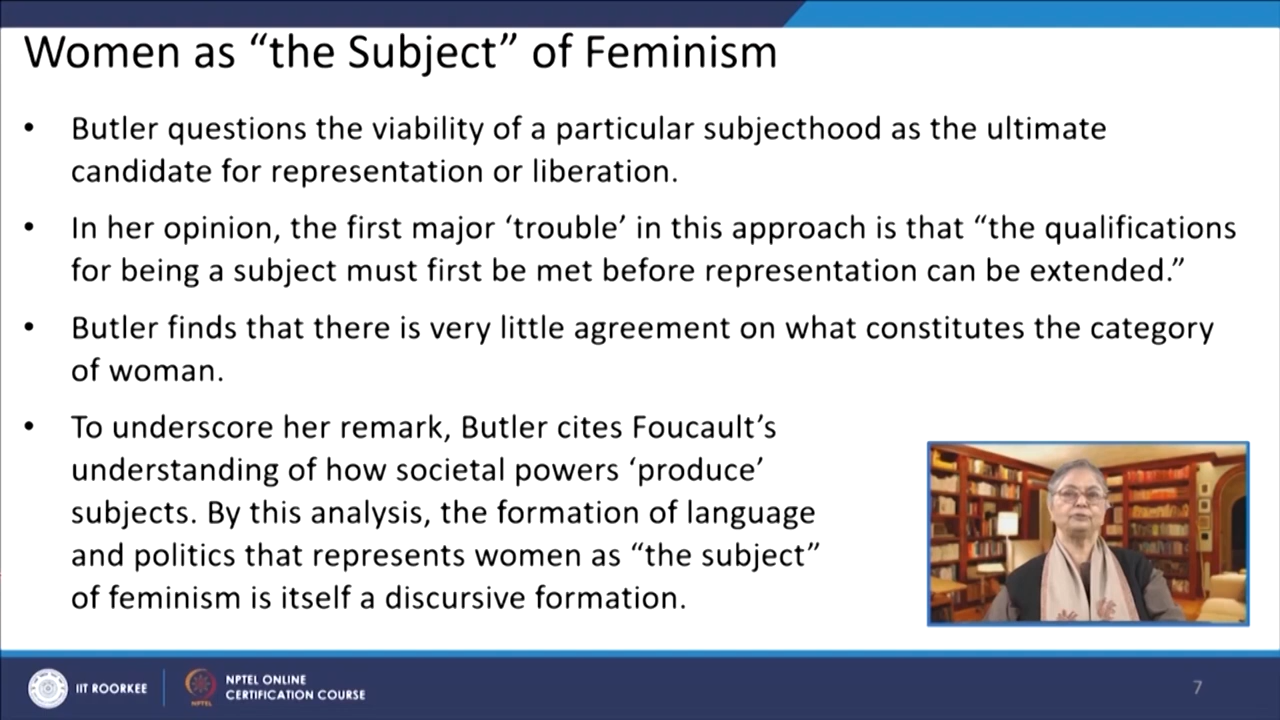 Women as “the Subject” of Feminism
• Butler questions the viability of a particular subjecthood as the ultimate
candidate for representation or liberation.
• In her opinion, the first major ‘trouble’ in this approach is that “the qualifications
for being a subject must first be met before representation can be extended.”
• Butler finds that there is very little agreement on what constitutes the category
of woman.
• To underscore her remark, Butler cites Foucault’s
understanding of how societal powers ‘produce’
subjects. By this analysis, the formation of language
and politics that represents women as “the subject”
of feminism is itself a discursive formation.
IIT ROORKEE
NPTEL
NPTEL ONLINE
CERTIFICATION COURSE
7